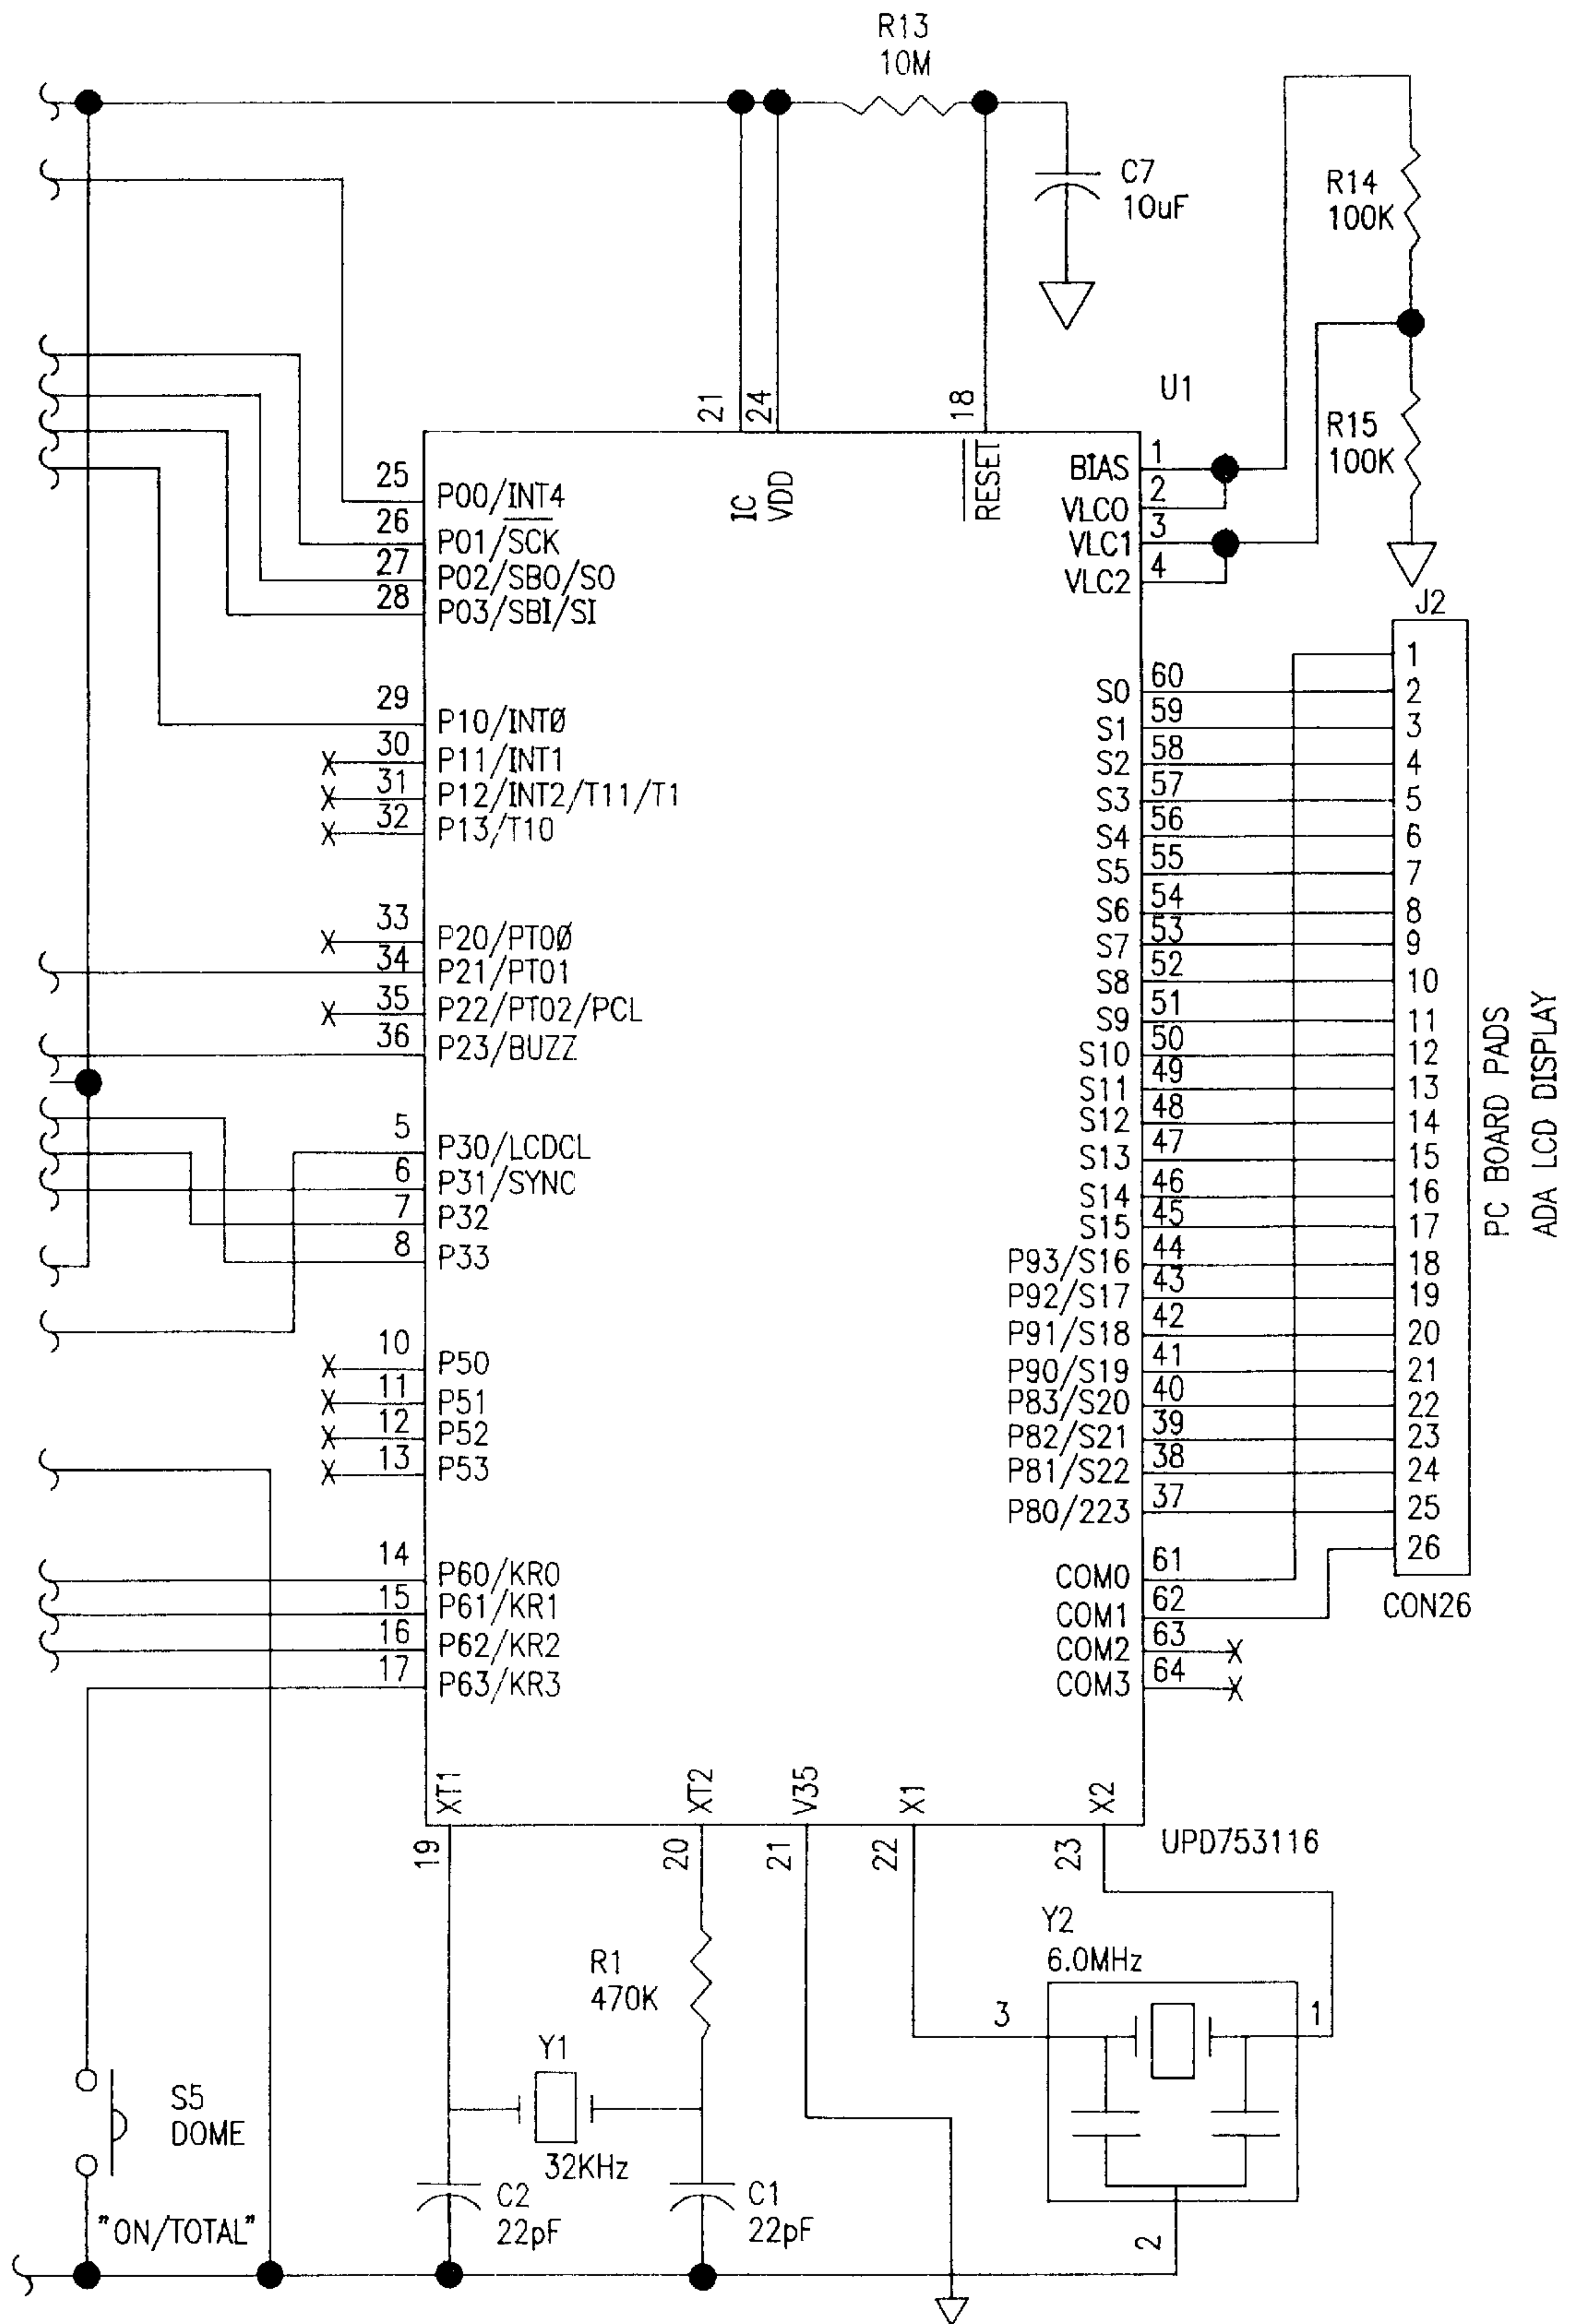 R13
10M
C7
10uF
R14
100K
R15
100K
U1
21
24
18
IC
VDD
RESET
25 P00/INT4
26 P01/SCK
27 P02/SB0/SO
28 P03/SBI/SI
29 P10/INTØ
30 P11/INT1
31 P12/INT2/T11/T1
32 P13/T10
33 P20/PTOØ
34 P21/PTO1
35 P22/PTO2/PCL
36 P23/BUZZ
5 P30/LCDCL
6 P31/SYNC
7 P32
8 P33
10 P50
11 P51
12 P52
13 P53
14 P60/KR0
15 P61/KR1
16 P62/KR2
17 P63/KR3
BIAS 1
VLC0 2
VLC1 3
VLC2 4
J2
1
S0 60 2
S1 59 3
S2 58 4
S3 57 5
S4 56 6
S5 55 7
S6 54 8
S7 53 9
S8 52 10
S9 51 11
S10 50 12
S11 49 13
S12 48 14
S13 47 15
S14 46 16
S15 45 17
P93/S16 44 18
P92/S17 43 19
P91/S18 42 20
P90/S19 41 21
P83/S20 40 22
P82/S21 39 23
P81/S22 38 24
P80/223 37 25
26
COM0 61
COM1 62
COM2 63
COM3 64
CON26
PC BOARD PADS
ADA LCD DISPLAY
XT1
XT2
V35
X1
X2
19
20
21
22
23
UPD753116
Y2
6.0MHz
3
1
2
R1
470K
Y1
32KHz
C2
22pF
C1
22pF
S5
DOME
"ON/TOTAL"